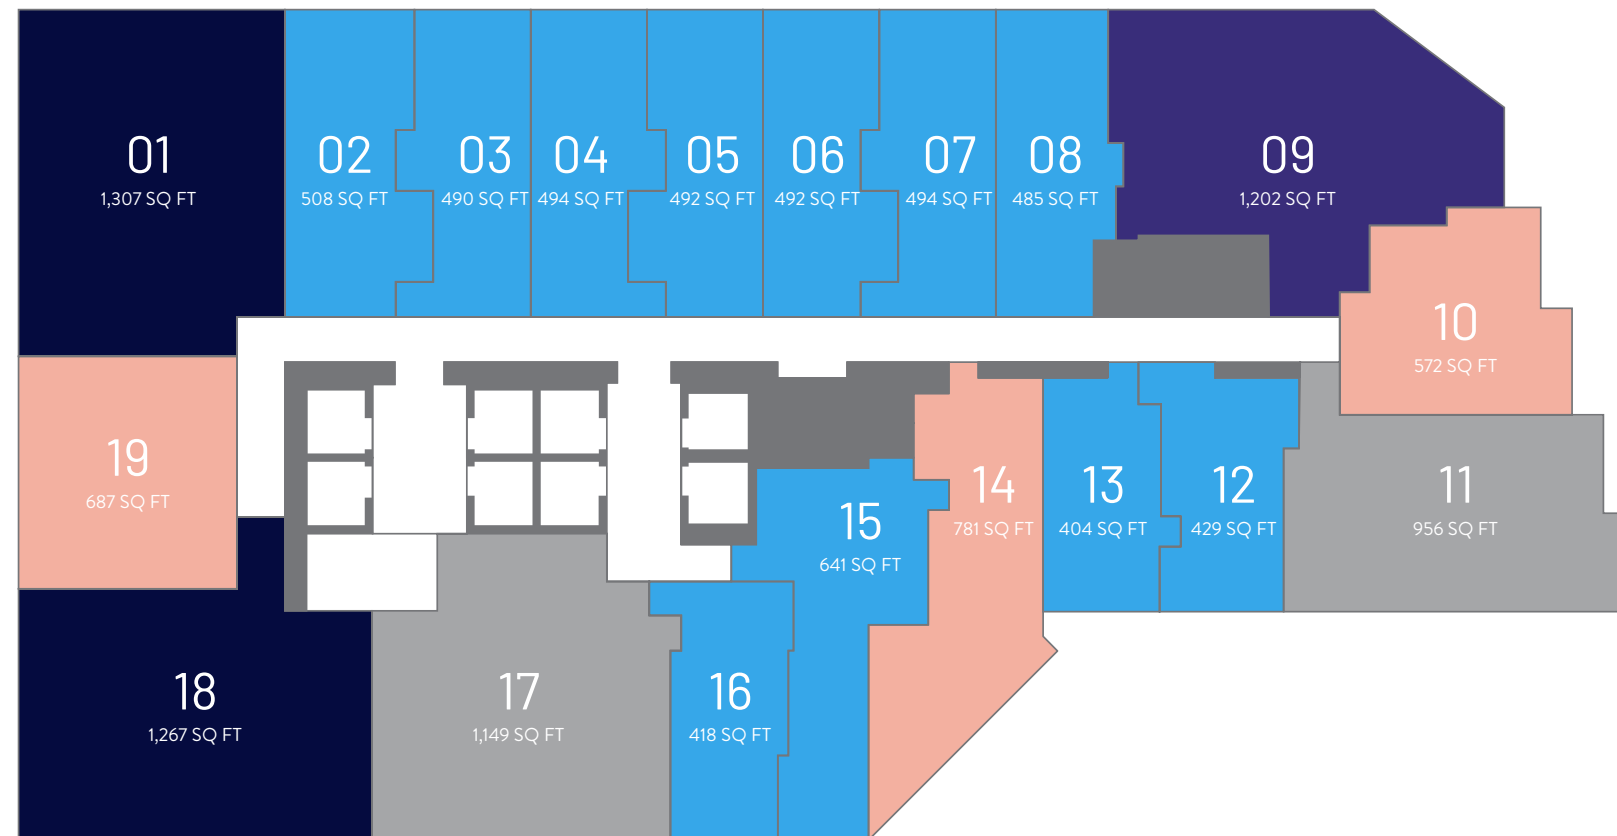 01
1,307 SQ FT
02
508 SQ FT
03
490 SQ FT
04
494 SQ FT
05
492 SQ FT
06
492 SQ FT
07
494 SQ FT
08
485 SQ FT
09
1,202 SQ FT
10
572 SQ FT
19
687 SQ FT
15
641 SQ FT
14
781 SQ FT
13
404 SQ FT
12
429 SQ FT
11
956 SQ FT
18
1,267 SQ FT
17
1,149 SQ FT
16
418 SQ FT